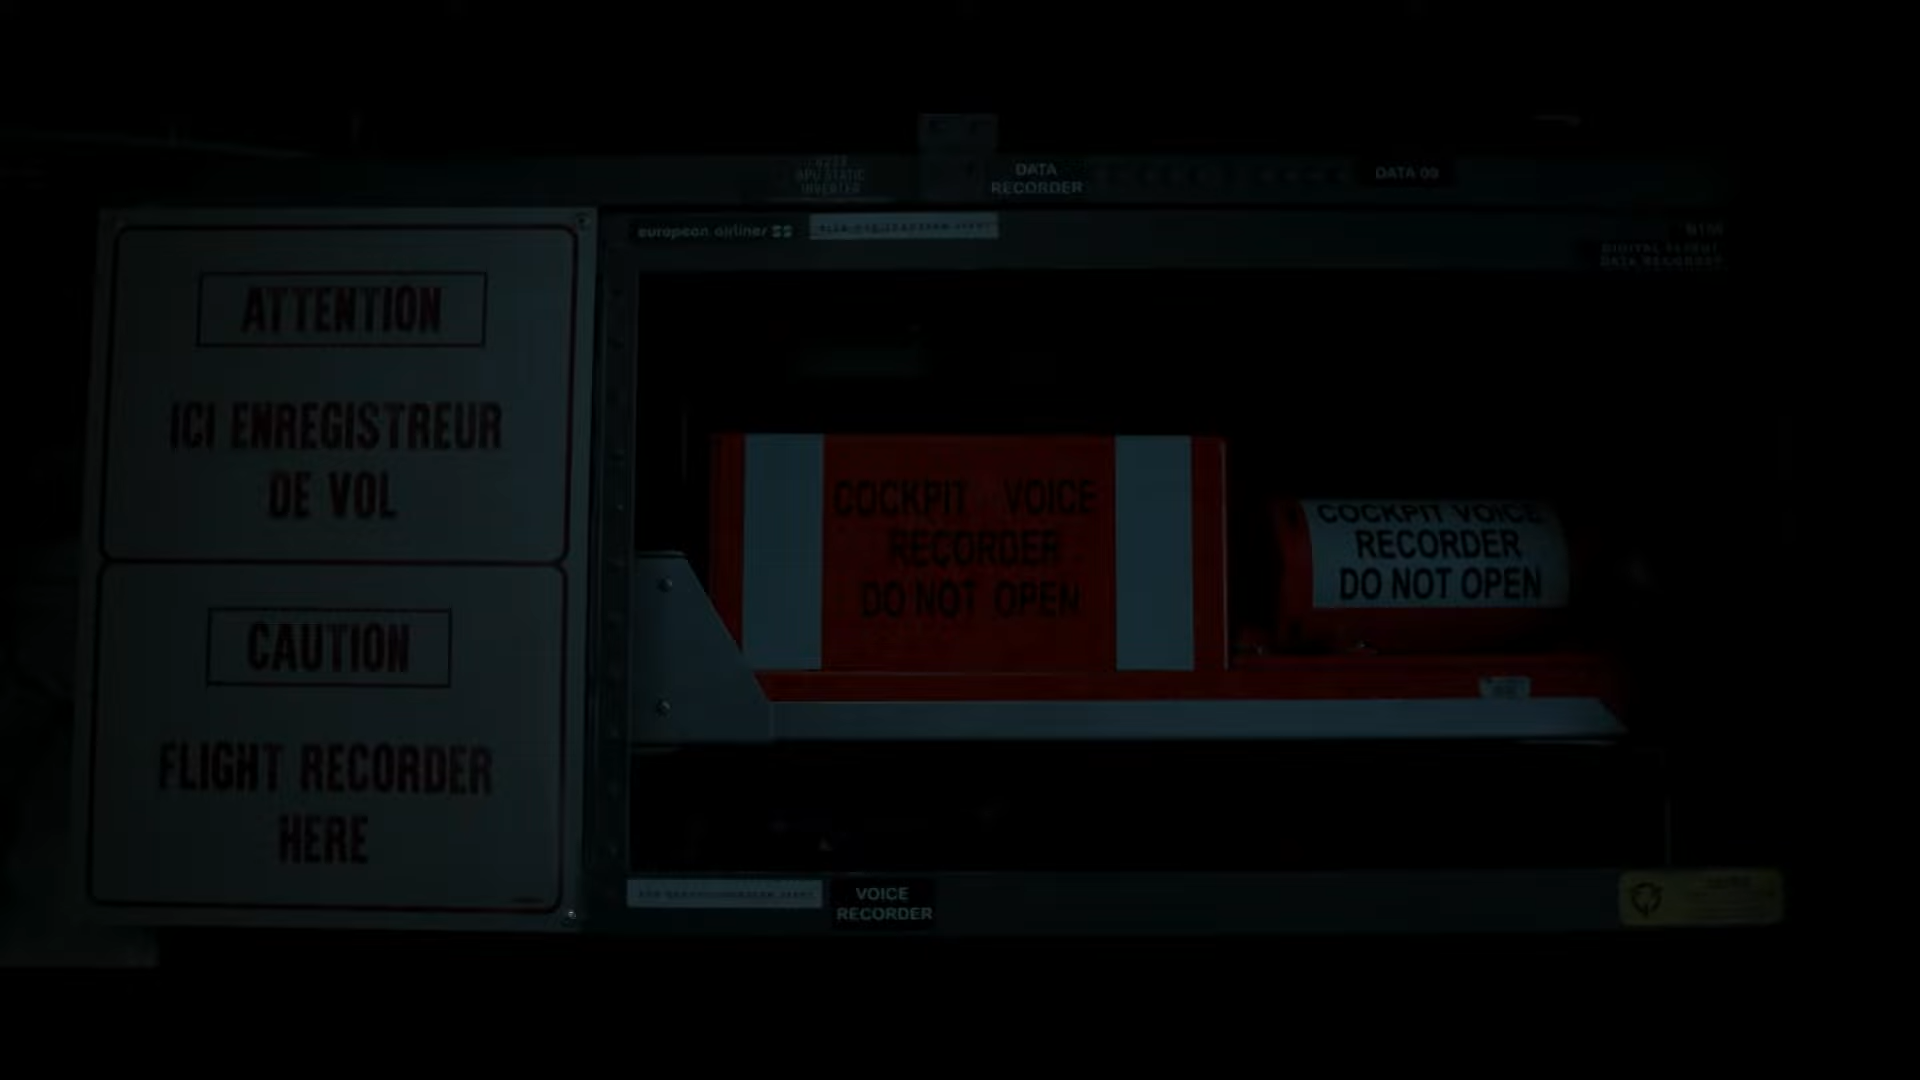 DATA
RECORDER
DATA 09
european airlines
ATTENTION
ICI ENREGISTREUR
DE VOL
CAUTION
FLIGHT RECORDER
HERE
COCKPIT VOICE
RECORDER
DO NOT OPEN
COCKPIT VOICE
RECORDER
DO NOT OPEN
VOICE
RECORDER